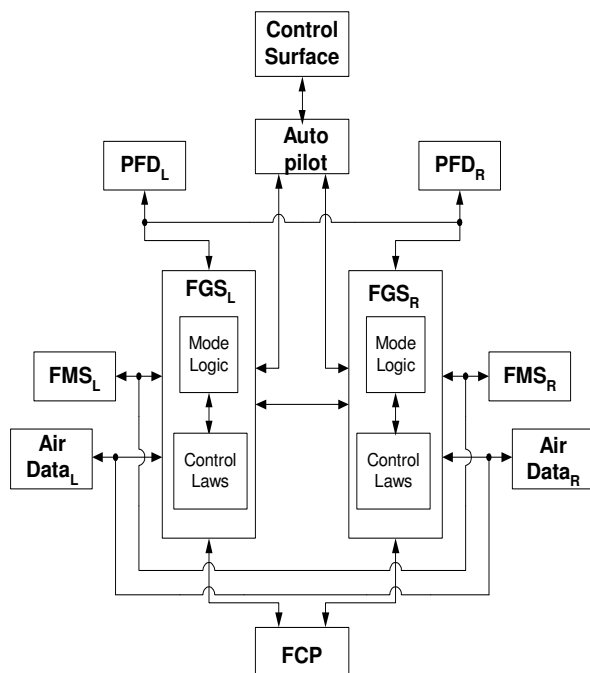 Control
Surface
Auto
pilot
PFDL
PFDR
FGSL
FGSR
Mode
Logic
Mode
Logic
FMSL
FMSR
Air
DataL
Control
Laws
Control
Laws
Air
DataR
FCP